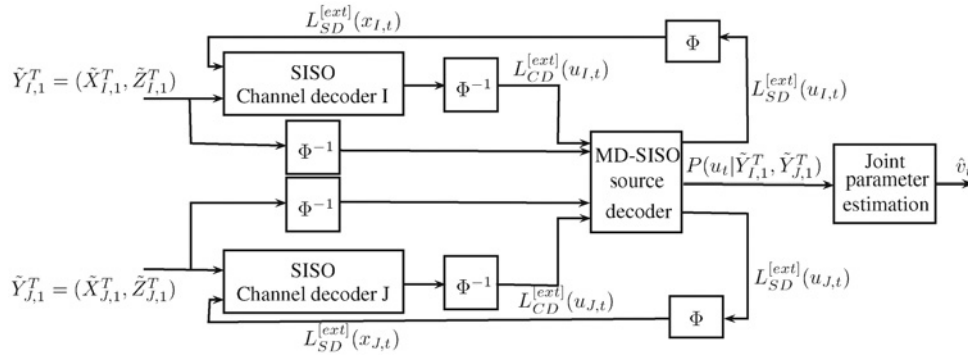 L_{SD}^{[ext]}(x_{I,t})
Φ
Ỹ_{I,1}^T = (X̃_{I,1}^T, Z̃_{I,1}^T)
SISO
Channel decoder I
Φ^{-1}
L_{CD}^{[ext]}(u_{I,t})
L_{SD}^{[ext]}(u_{I,t})
Φ^{-1}
MD-SISO
source
decoder
P(u_t|Ỹ_{I,1}^T, Ỹ_{J,1}^T)
Joint
parameter
estimation
Φ^{-1}
Ỹ_{J,1}^T = (X̃_{J,1}^T, Z̃_{J,1}^T)
SISO
Channel decoder J
Φ^{-1}
L_{CD}^{[ext]}(u_{J,t})
L_{SD}^{[ext]}(u_{J,t})
L_{SD}^{[ext]}(x_{J,t})
Φ